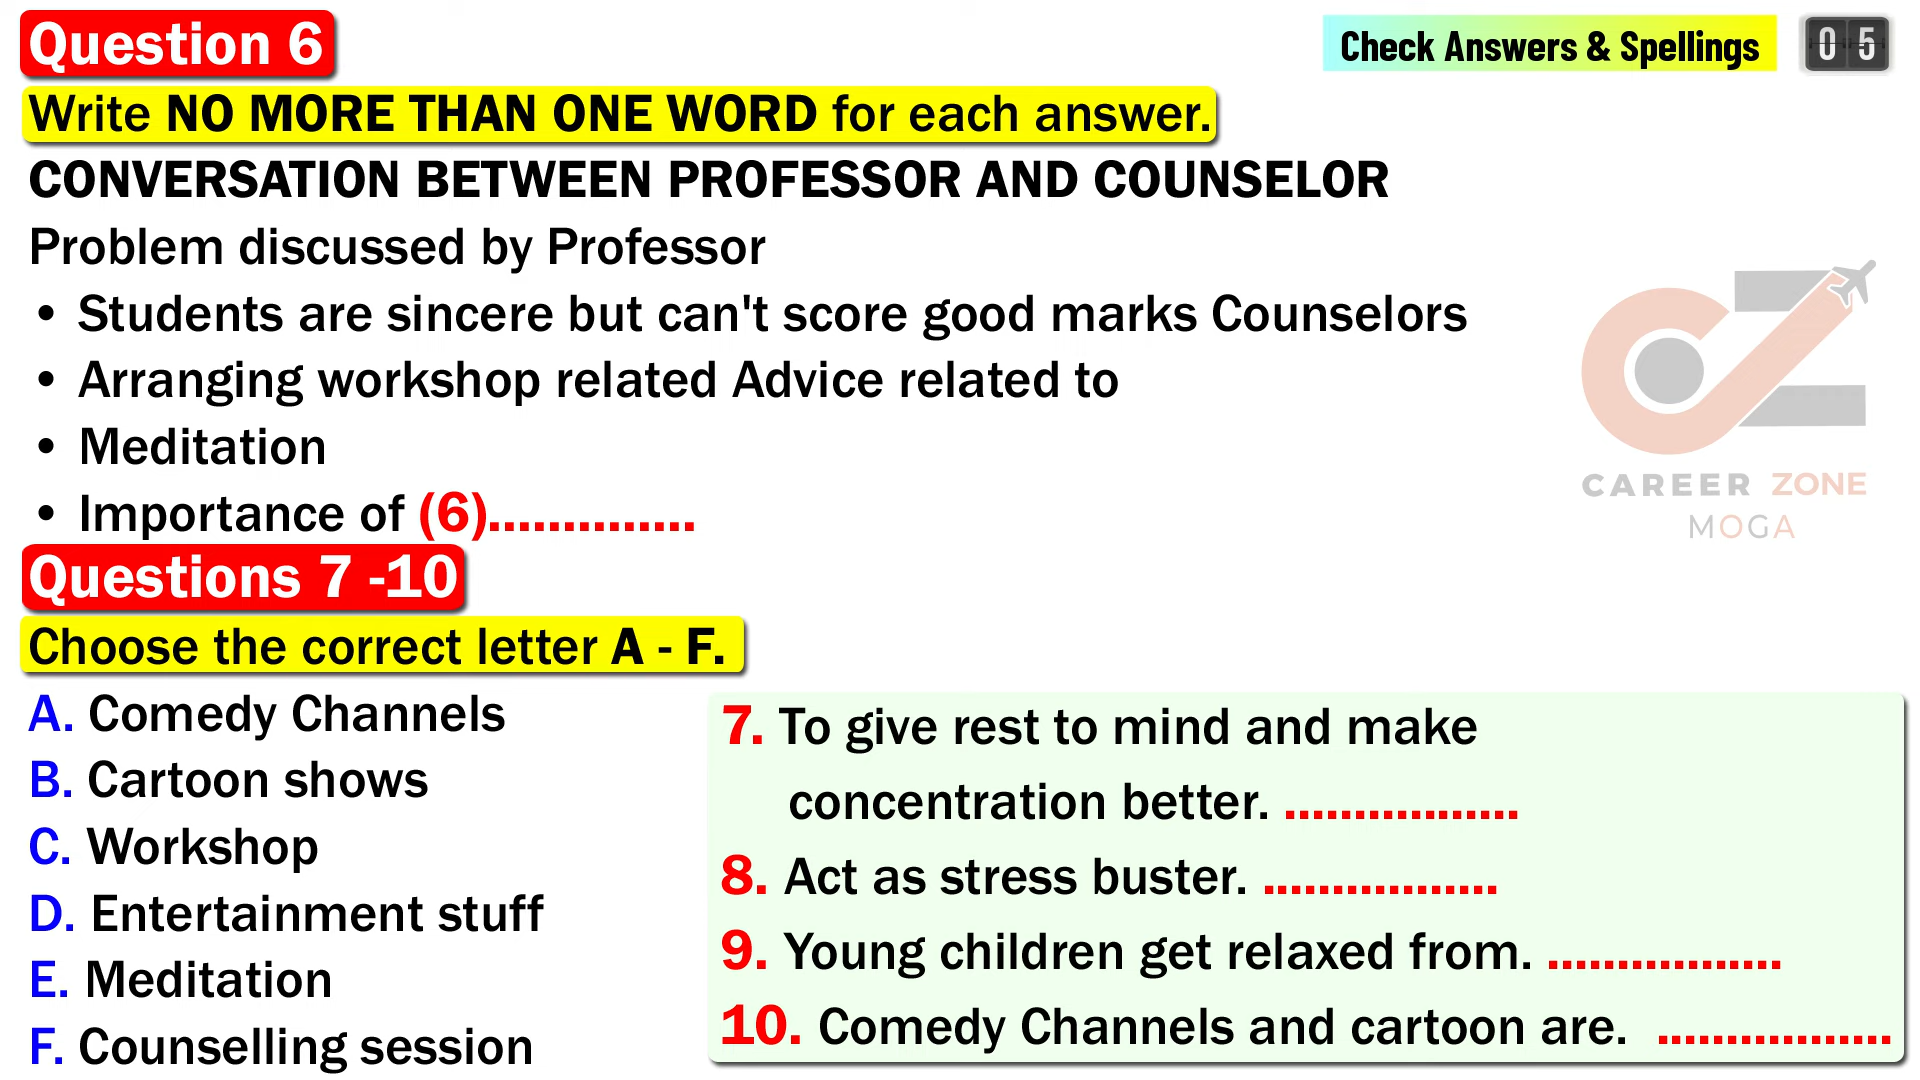 Question 6
Check Answers & Spellings 05
Write NO MORE THAN ONE WORD for each answer.
CONVERSATION BETWEEN PROFESSOR AND COUNSELOR
Problem discussed by Professor
• Students are sincere but can't score good marks Counselors
• Arranging workshop related Advice related to
• Meditation
• Importance of (6)..............
CAREER ZONE
MOGA
Questions 7 -10
Choose the correct letter A - F.
A. Comedy Channels
B. Cartoon shows
C. Workshop
D. Entertainment stuff
E. Meditation
F. Counselling session
7. To give rest to mind and make
concentration better. .................
8. Act as stress buster. .................
9. Young children get relaxed from. .................
10. Comedy Channels and cartoon are. .................